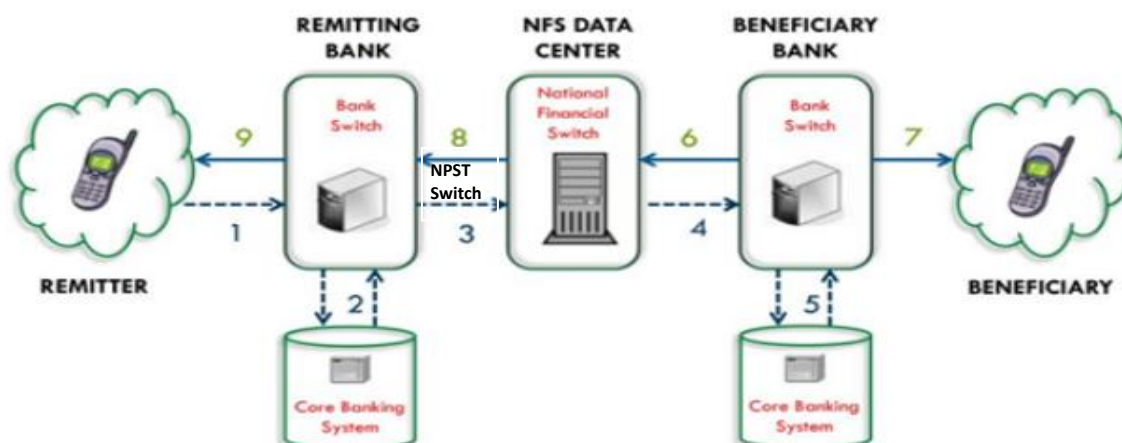 REMITTING
BANK
NFS DATA
CENTER
BENEFICIARY
BANK
Bank
Switch
National
Financial
Switch
Bank
Switch
9
8
6
7
NPST
Switch
1
3
4
REMITTER
BENEFICIARY
2
5
Core Banking
System
Core Banking
System